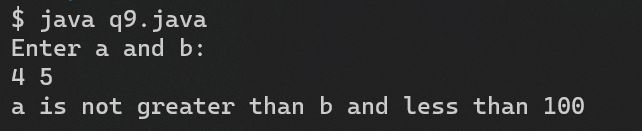 $ java q9.java
Enter a and b:
4 5
a is not greater than b and less than 100